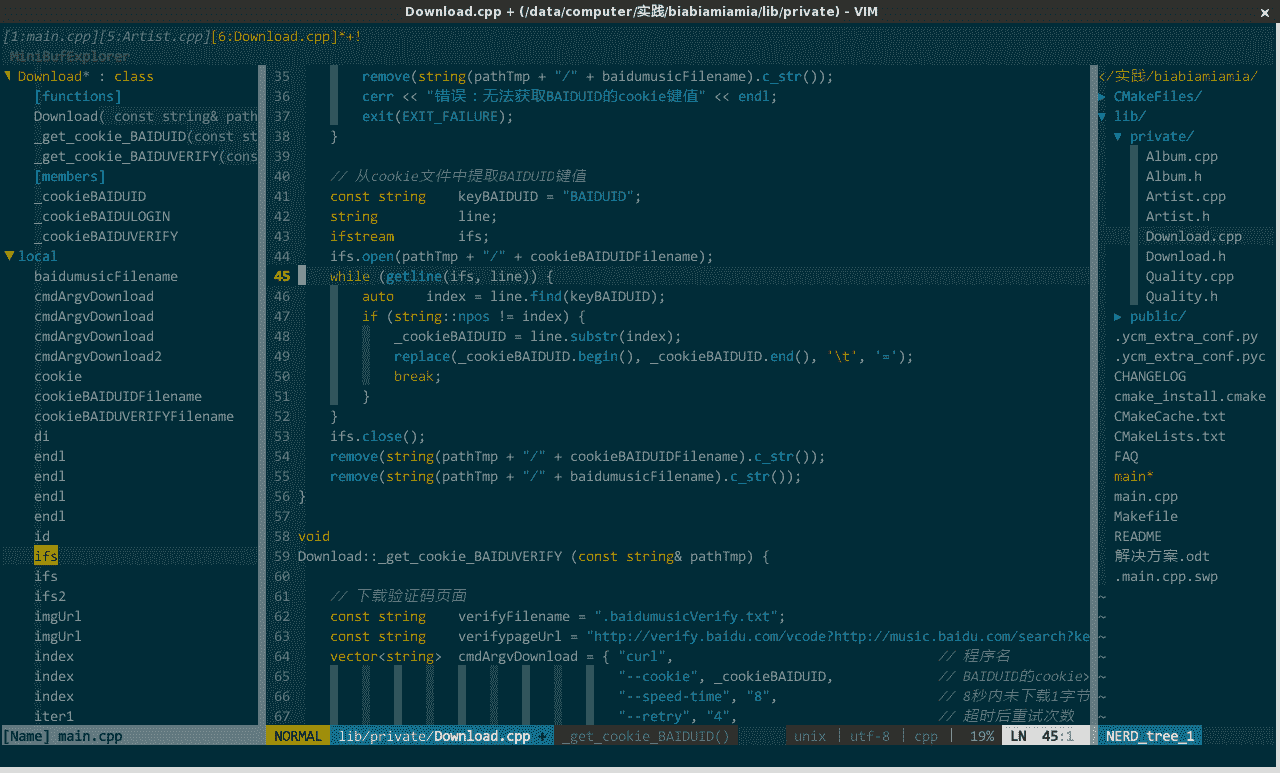 Download.cpp + (/data/computer/实践/biabiamiamia/lib/private) - VIM
[1:main.cpp][5:Artist.cpp][6:Download.cpp]*+!
MiniBufExplorer
▼ Download* : class
[functions]
Download( const string& path
_get_cookie_BAIDUID(const st
_get_cookie_BAIDUVERIFY(cons
[members]
_cookieBAIDUID
_cookieBAIDULOGIN
_cookieBAIDUVERIFY
▼ local
baidumusicFilename
cmdArgvDownload
cmdArgvDownload
cmdArgvDownload
cmdArgvDownload2
cookie
cookieBAIDUIDFilename
cookieBAIDUVERIFYFilename
di
endl
endl
endl
endl
id
ifs
ifs
ifs2
imgUrl
imgUrl
index
index
index
iter1
[Name] main.cpp
35 remove(string(pathTmp + "/" + baidumusicFilename).c_str());
36 cerr << "错误：无法获取BAIDUID的cookie键值" << endl;
37 exit(EXIT_FAILURE);
38 }
39
40 // 从cookie文件中提取BAIDUID键值
41 const string    keyBAIDUID = "BAIDUID";
42 string          line;
43 ifstream        ifs;
44 ifs.open(pathTmp + "/" + cookieBAIDUIDFilename);
45 while (getline(ifs, line)) {
46 auto    index = line.find(keyBAIDUID);
47 if (string::npos != index) {
48 _cookieBAIDUID = line.substr(index);
49 replace(_cookieBAIDUID.begin(), _cookieBAIDUID.end(), '\t', '=');
50 break;
51 }
52 }
53 ifs.close();
54 remove(string(pathTmp + "/" + cookieBAIDUIDFilename).c_str());
55 remove(string(pathTmp + "/" + baidumusicFilename).c_str());
56 }
57
58 void
59 Download::_get_cookie_BAIDUVERIFY (const string& pathTmp) {
60
61 // 下载验证码页面
62 const string    verifyFilename = ".baidumusicVerify.txt";
63 const string    verifypageUrl = "http://verify.baidu.com/vcode?http://music.baidu.com/search?ke
64 vector<string>  cmdArgvDownload = { "curl", // 程序名
65 "--cookie", _cookieBAIDUID, // BAIDUID的cookie>
66 "--speed-time", "8", // 8秒内未下载1字节
67 "--retry", "4", // 超时后重试次数
NORMAL lib/private/Download.cpp + _get_cookie_BAIDUID() unix | utf-8 | cpp | 19% LN 45:1
</实践/biabiamiamia/
▶ CMakeFiles/
▼ lib/
▼ private/
Album.cpp
Album.h
Artist.cpp
Artist.h
Download.cpp
Download.h
Quality.cpp
Quality.h
▶ public/
.ycm_extra_conf.py
.ycm_extra_conf.pyc
CHANGELOG
cmake_install.cmake
CMakeCache.txt
CMakeLists.txt
FAQ
main*
main.cpp
Makefile
README
解决方案.odt
.main.cpp.swp
~
~
~
~
~
~
~
NERD_tree_1